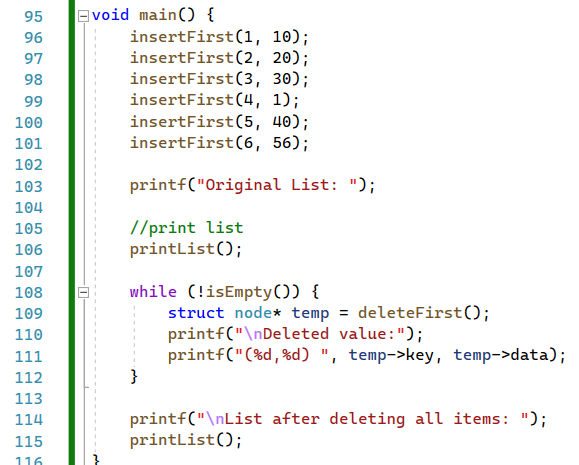 95 void main() {
96 insertFirst(1, 10);
97 insertFirst(2, 20);
98 insertFirst(3, 30);
99 insertFirst(4, 1);
100 insertFirst(5, 40);
101 insertFirst(6, 56);
102
103 printf("Original List: ");
104
105 //print list
106 printList();
107
108 while (!isEmpty()) {
109 struct node* temp = deleteFirst();
110 printf("\nDeleted value:");
111 printf("(%d,%d) ", temp->key, temp->data);
112 }
113
114 printf("\nList after deleting all items: ");
115 printList();
116 }